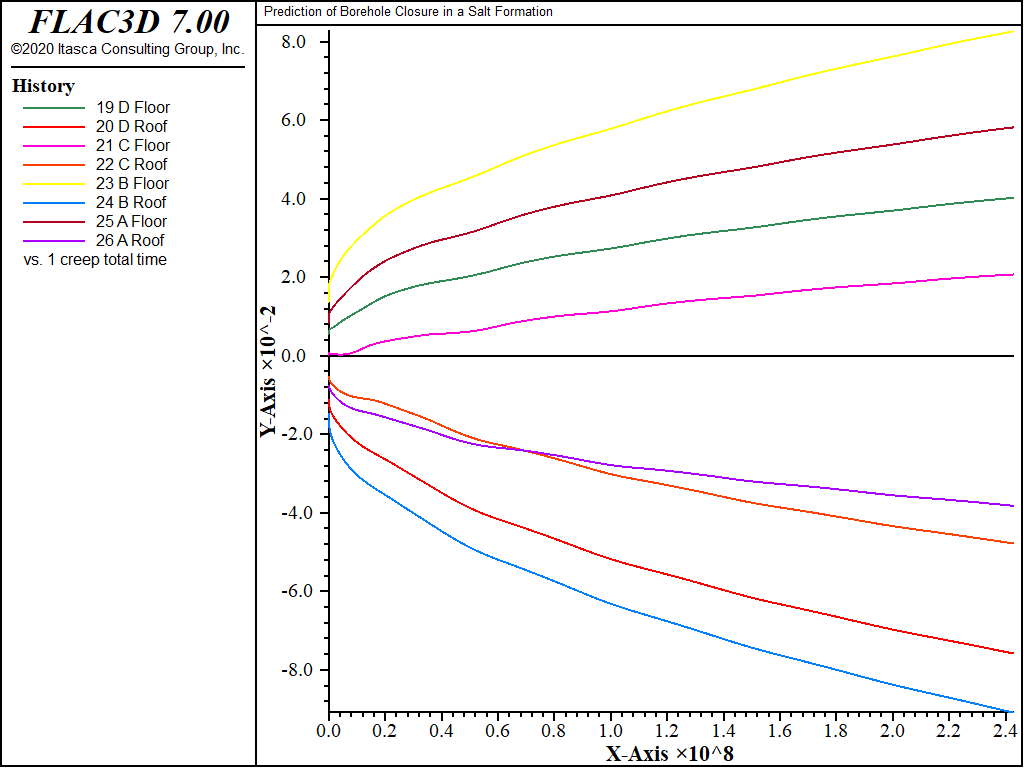 FLAC3D 7.00
©2020 Itasca Consulting Group, Inc.
History
19 D Floor
20 D Roof
21 C Floor
22 C Roof
23 B Floor
24 B Roof
25 A Floor
26 A Roof
vs. 1 creep total time
Prediction of Borehole Closure in a Salt Formation
8.0
6.0
4.0
2.0
0.0
-2.0
-4.0
-6.0
-8.0
Y-Axis ×10^-2
0.0 0.2 0.4 0.6 0.8 1.0 1.2 1.4 1.6 1.8 2.0 2.2 2.4
X-Axis ×10^8